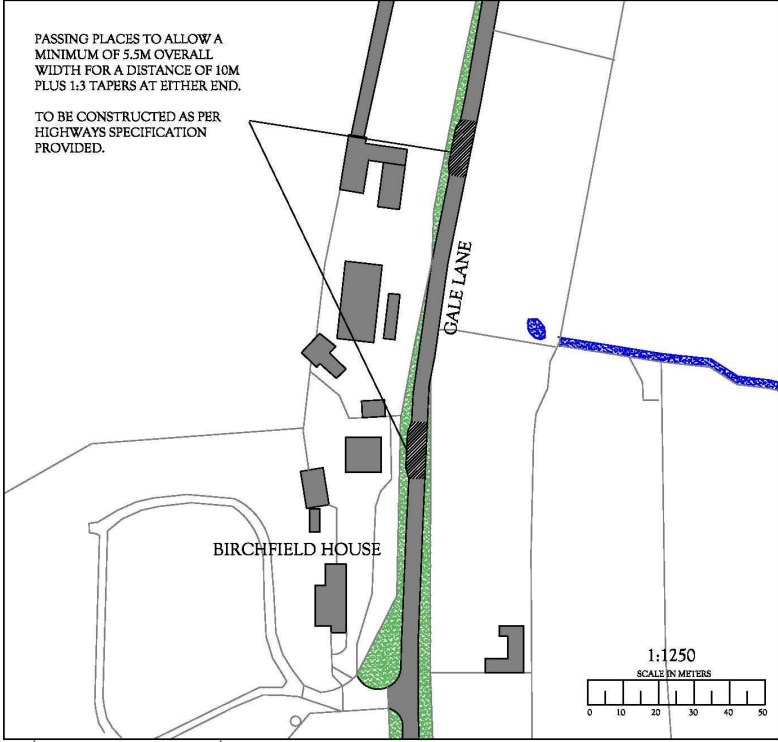 PASSING PLACES TO ALLOW A
MINIMUM OF 5.5M OVERALL
WIDTH FOR A DISTANCE OF 10M
PLUS 1:3 TAPERS AT EITHER END.
TO BE CONSTRUCTED AS PER
HIGHWAYS SPECIFICATION
PROVIDED.
GALE LANE
BIRCHFIELD HOUSE
1:1250
SCALE IN METERS
0 10 20 30 40 50